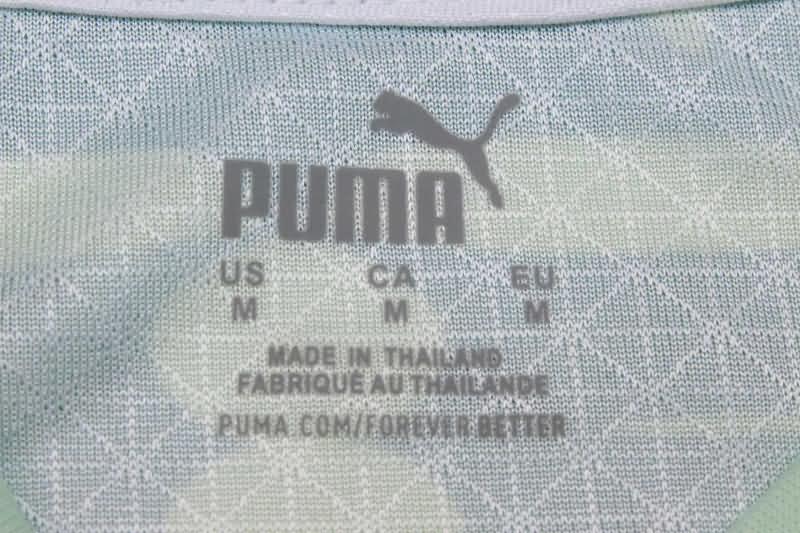 PUMA
US CA EU
M M M
MADE IN THAILAND
FABRIQUÉ AU THAILANDE
PUMA.COM/FOREVER BETTER